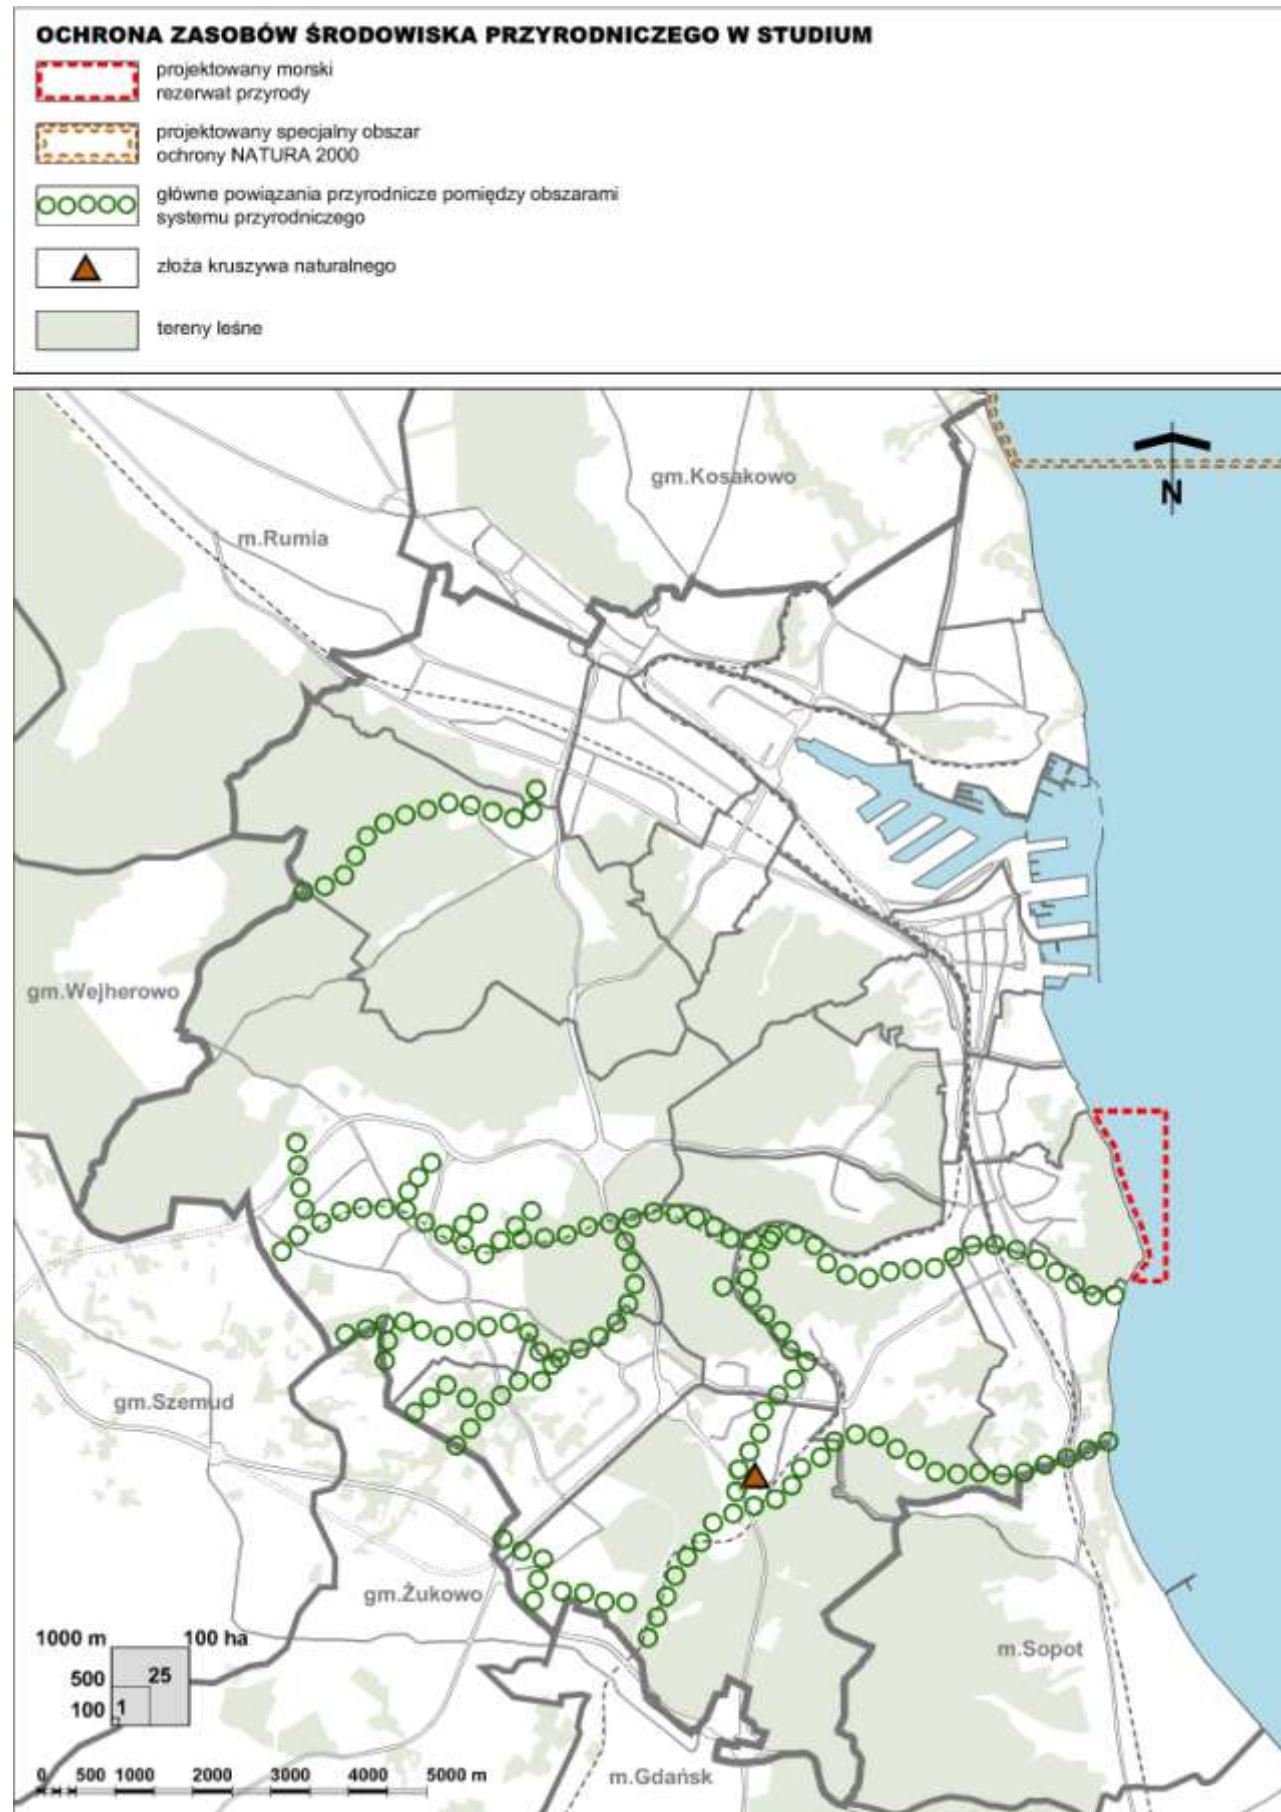 OCHRONA ZASOBÓW ŚRODOWISKA PRZYRODNICZEGO W STUDIUM
projektowany morski
rezerwat przyrody
projektowany specjalny obszar
ochrony NATURA 2000
główne powiązania przyrodnicze pomiędzy obszarami
systemu przyrodniczego
złoża kruszywa naturalnego
tereny leśne
gm.Kosakowo
N
m.Rumia
gm.Wejherowo
gm.Szemud
gm.Żukowo
m.Sopot
1000 m 100 ha
500 25
100 1
0 500 1000 2000 3000 4000 5000 m
m.Gdańsk